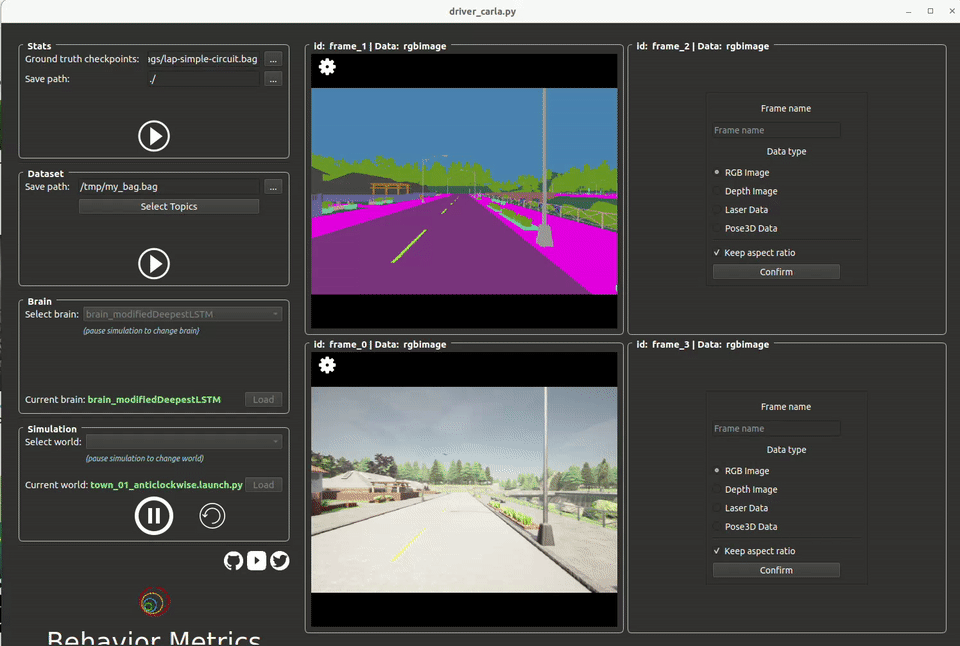 driver_carla.py
Stats
Ground truth checkpoints: ags/lap-simple-circuit.bag ...
Save path: ./ ...
Dataset
Save path: /tmp/my_bag.bag ...
Select Topics
Brain
Select brain: brain_modifiedDeepestLSTM
(pause simulation to change brain)
Current brain: brain_modifiedDeepestLSTM Load
Simulation
Select world:
(pause simulation to change world)
Current world: town_01_anticlockwise.launch.py Load
Behavior Metrics
id: frame_1 | Data: rgbimage
id: frame_0 | Data: rgbimage
id: frame_2 | Data: rgbimage
Frame name
Frame name
Data type
RGB Image
Depth Image
Laser Data
Pose3D Data
Keep aspect ratio
Confirm
id: frame_3 | Data: rgbimage
Frame name
Frame name
Data type
RGB Image
Depth Image
Laser Data
Pose3D Data
Keep aspect ratio
Confirm